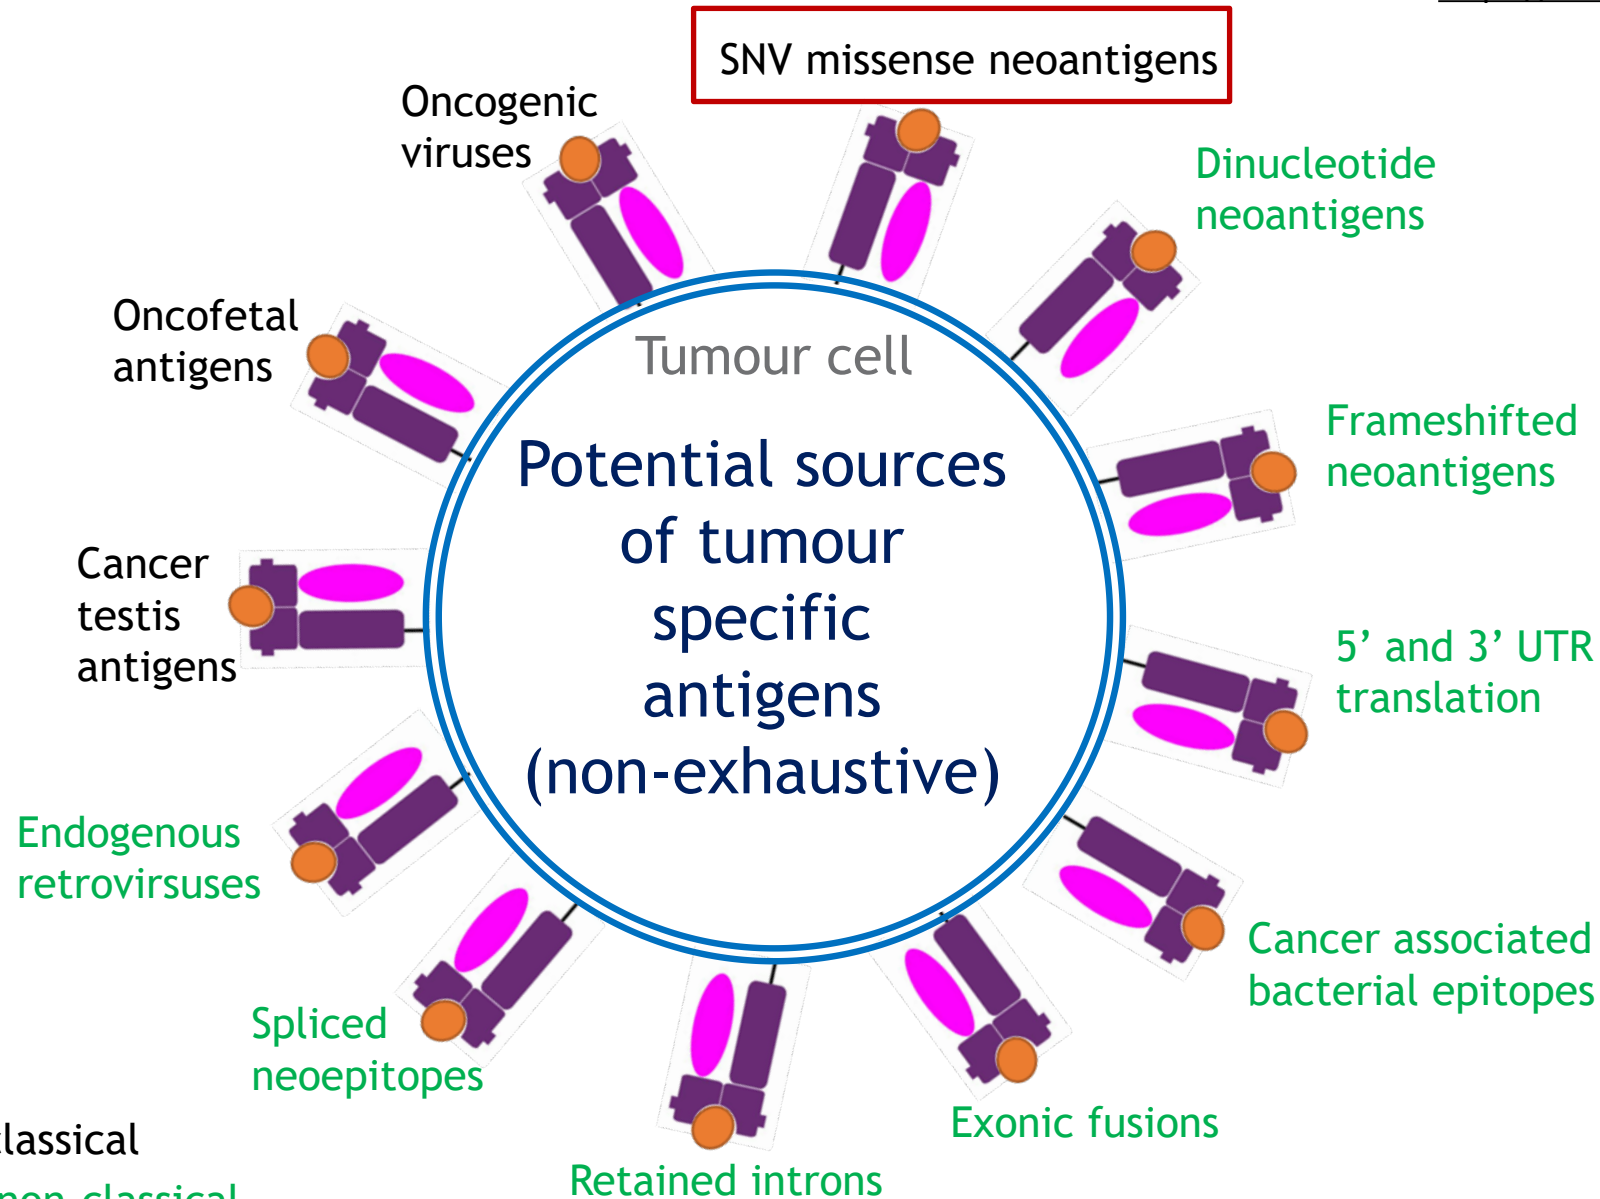 SNV missense neoantigens
Oncogenic
viruses
Dinucleotide
neoantigens
Oncofetal
antigens
Tumour cell
Frameshifted
neoantigens
Potential sources
of tumour
specific
antigens
(non-exhaustive)
Cancer
testis
antigens
5’ and 3’ UTR
translation
Endogenous
retrovirsuses
Cancer associated
bacterial epitopes
Spliced
neoepitopes
Exonic fusions
Retained introns